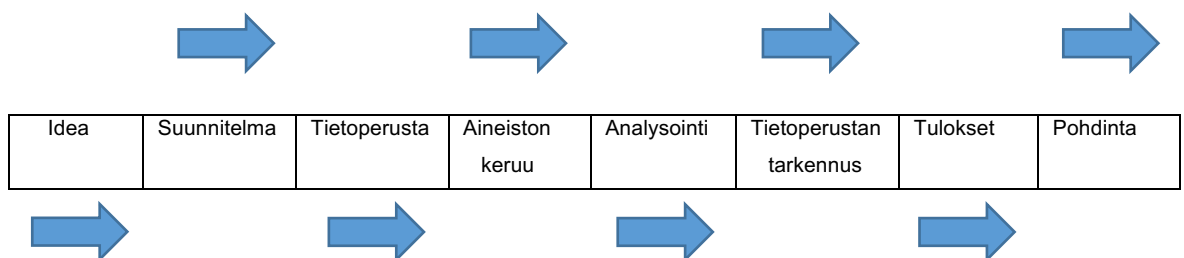 Idea
Suunnitelma
Tietoperusta
Aineiston
keruu
Analysointi
Tietoperustan
tarkennus
Tulokset
Pohdinta